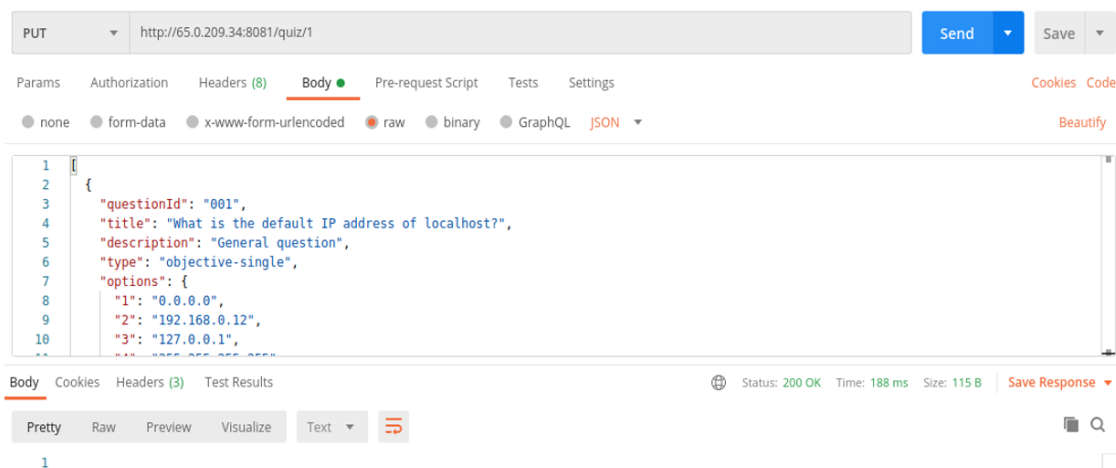 PUT http://65.0.209.34:8081/quiz/1 Send Save
Params Authorization Headers (8) Body Pre-request Script Tests Settings Cookies Code
none form-data x-www-form-urlencoded raw binary GraphQL JSON Beautify
1 [
2 {
3 "questionId": "001",
4 "title": "What is the default IP address of localhost?",
5 "description": "General question",
6 "type": "objective-single",
7 "options": {
8 "1": "0.0.0.0",
9 "2": "192.168.0.12",
10 "3": "127.0.0.1",
Body Cookies Headers (3) Test Results Status: 200 OK Time: 188 ms Size: 115 B Save Response
Pretty Raw Preview Visualize Text
1